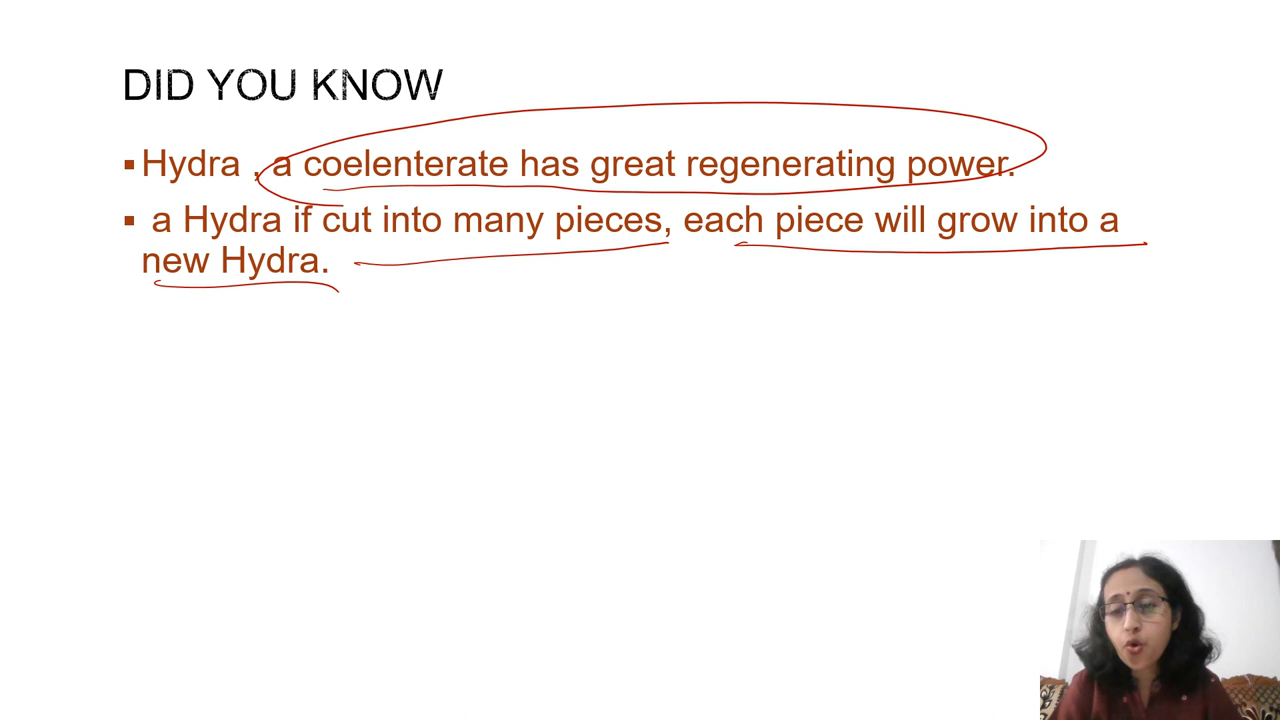 DID YOU KNOW
▪Hydra , a coelenterate has great regenerating power.
▪ a Hydra if cut into many pieces, each piece will grow into a
new Hydra.